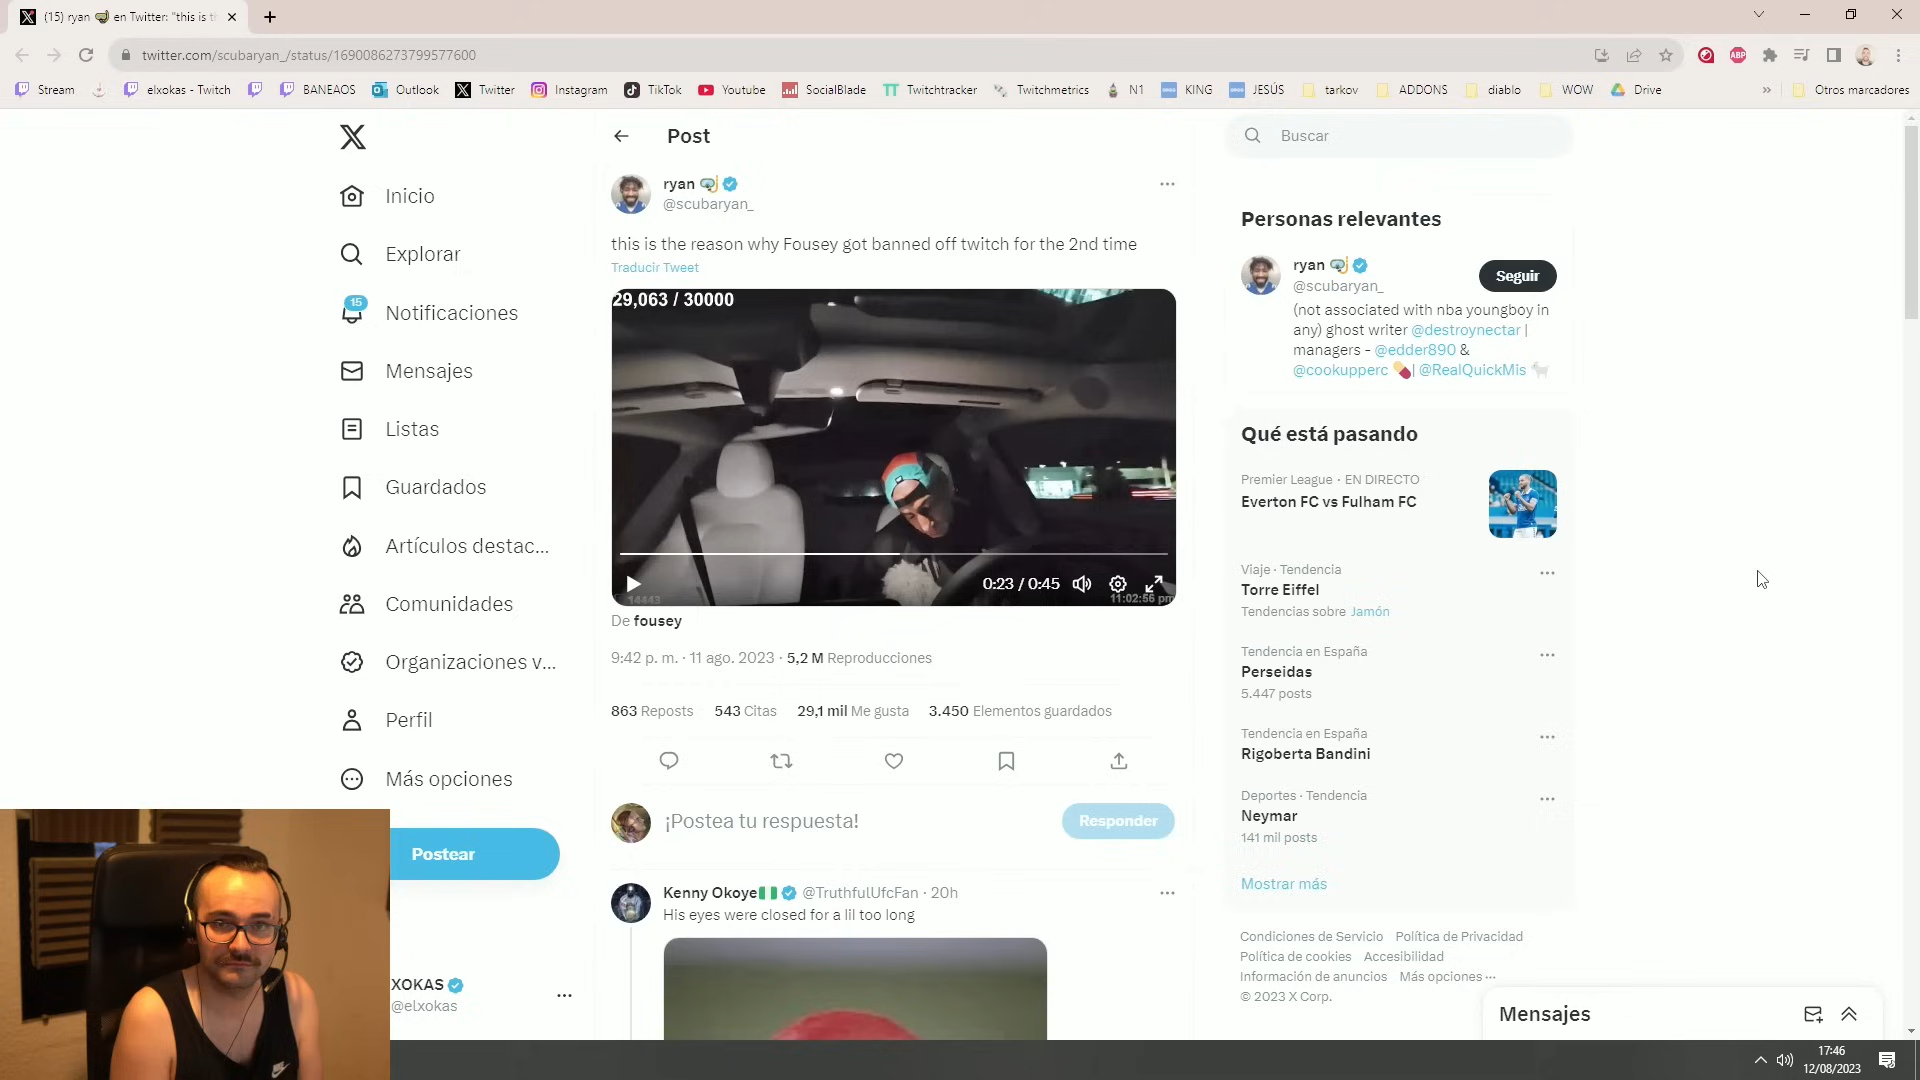 (15) ryan 🤿 en Twitter: "this is t
twitter.com/scubaryan_/status/1690086273799577600
Stream
elxokas - Twitch
BANEAOS
Outlook
Twitter
Instagram
TikTok
Youtube
SocialBlade
Twitchtracker
Twitchmetrics
N1
KING
JESÚS
tarkov
ADDONS
diablo
WOW
Drive
»
Otros marcadores
ABP
Inicio
Explorar
15
Notificaciones
Mensajes
Listas
Guardados
Artículos destac...
Comunidades
Organizaciones v...
Perfil
Más opciones
Postear
XOKAS
@elxokas
Post
ryan 🤿
@scubaryan_
this is the reason why Fousey got banned off twitch for the 2nd time
Traducir Tweet
29,063 / 30000
0:23 / 0:45
14443
11:02:56 pm
De fousey
9:42 p. m. · 11 ago. 2023 · 5,2 M Reproducciones
863 Reposts 543 Citas 29,1 mil Me gusta 3.450 Elementos guardados
¡Postea tu respuesta!
Responder
Kenny Okoye🇳🇬 @TruthfulUfcFan · 20h
His eyes were closed for a lil too long
Buscar
Personas relevantes
ryan 🤿
@scubaryan_
Seguir
(not associated with nba youngboy in
any) ghost writer @destroynectar |
managers - @edder890 &
@cookupperc 💊| @RealQuickMis 🐐
Qué está pasando
Premier League · EN DIRECTO
Everton FC vs Fulham FC
Viaje · Tendencia
Torre Eiffel
Tendencias sobre Jamón
Tendencia en España
Perseidas
5.447 posts
Tendencia en España
Rigoberta Bandini
Deportes · Tendencia
Neymar
141 mil posts
Mostrar más
Condiciones de Servicio Política de Privacidad
Política de cookies Accesibilidad
Información de anuncios Más opciones ···
© 2023 X Corp.
Mensajes
17:46
12/08/2023